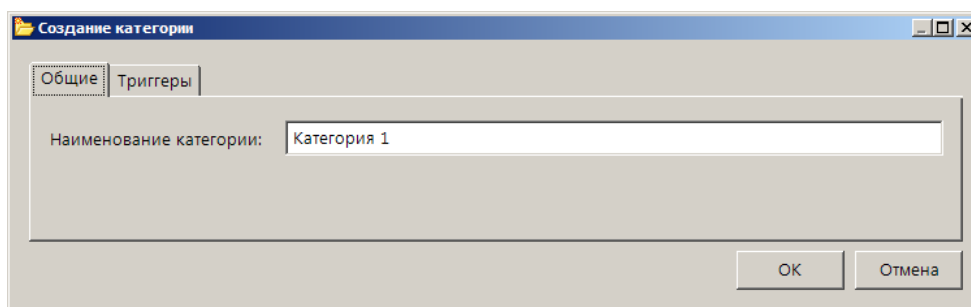 Создание категории
Общие Триггеры
Наименование категории: Категория 1
OK Отмена